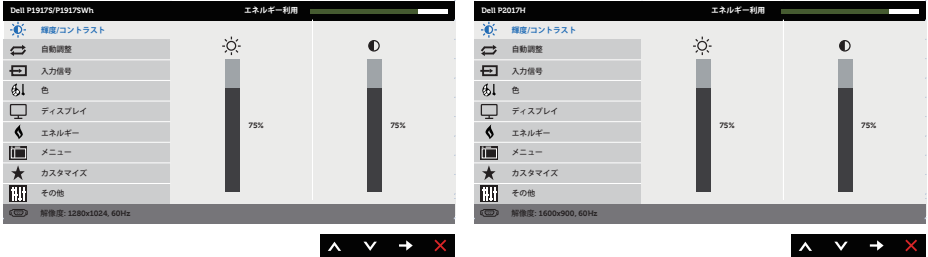 Dell P1917S/P1917SWh エネルギー利用
輝度/コントラスト
自動調整
入力信号
色
ディスプレイ
エネルギー
メニュー
カスタマイズ
その他
75%
75%
解像度: 1280x1024, 60Hz
Dell P2017H エネルギー利用
輝度/コントラスト
自動調整
入力信号
色
ディスプレイ
エネルギー
メニュー
カスタマイズ
その他
75%
75%
解像度: 1600x900, 60Hz